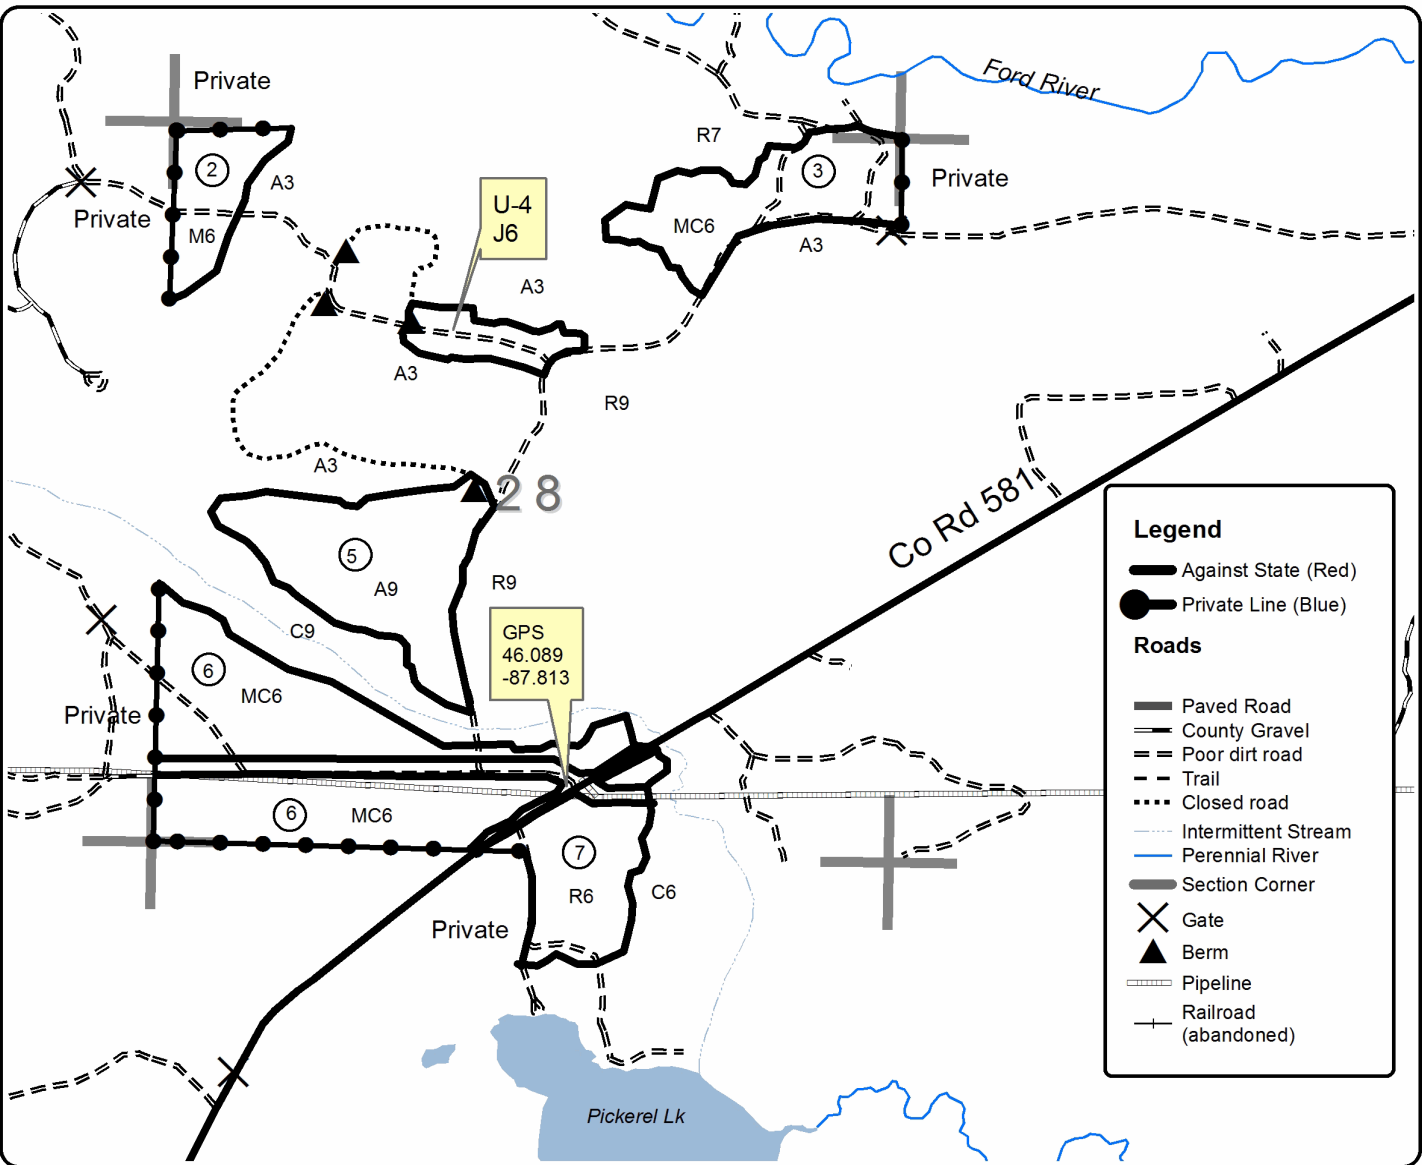 Private
Ford River
R7
2
A3
3
Private
Private
U-4
J6
M6
MC6
A3
A3
A3
R9
A3
28
Co Rd 581
5
A9
R9
C9
GPS
46.089
-87.813
6
MC6
Private
6
MC6
7
R6
C6
Private
Pickerel Lk
Legend
Against State (Red)
Private Line (Blue)
Roads
Paved Road
County Gravel
Poor dirt road
Trail
Closed road
Intermittent Stream
Perennial River
Section Corner
Gate
Berm
Pipeline
Railroad
(abandoned)